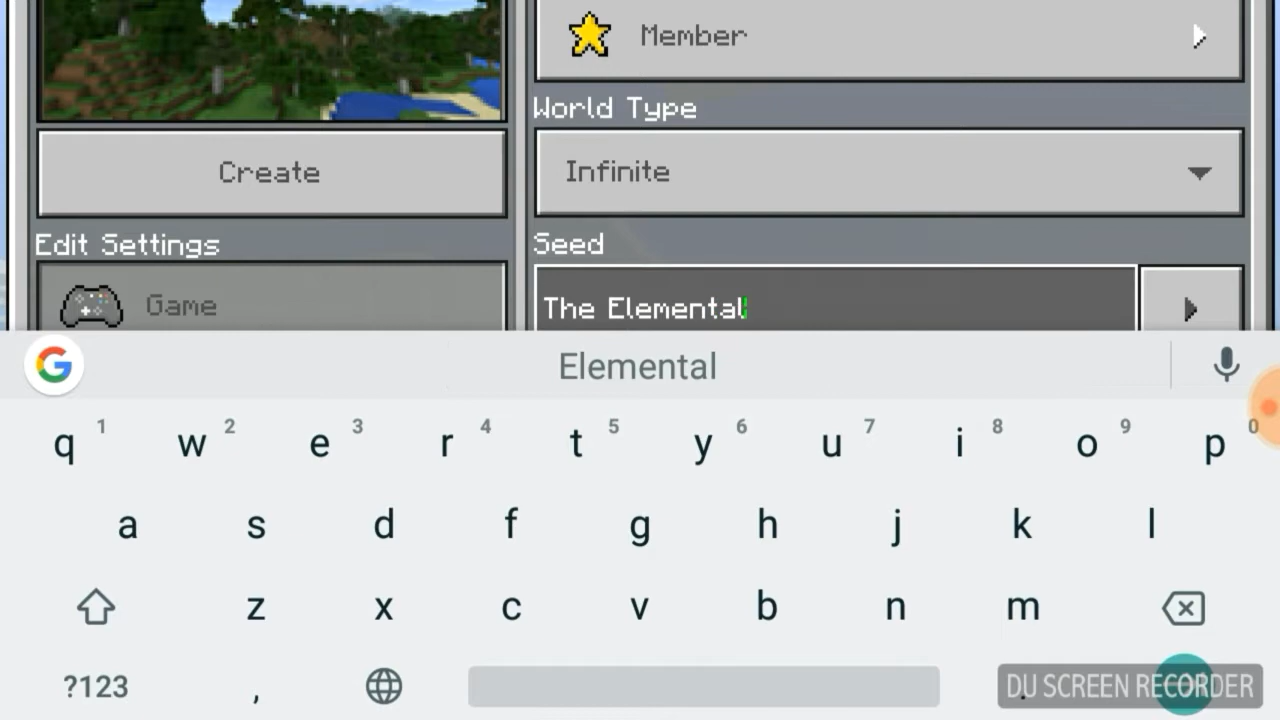 Member
World Type
Create
Infinite
Edit Settings
Seed
Game
The Elemental
G
Elemental
1 2 3 4 5 6 7 8 9 0
q w e r t y u i o p
a s d f g h j k l
z x c v b n m
?123 , .
DU SCREEN RECORDER